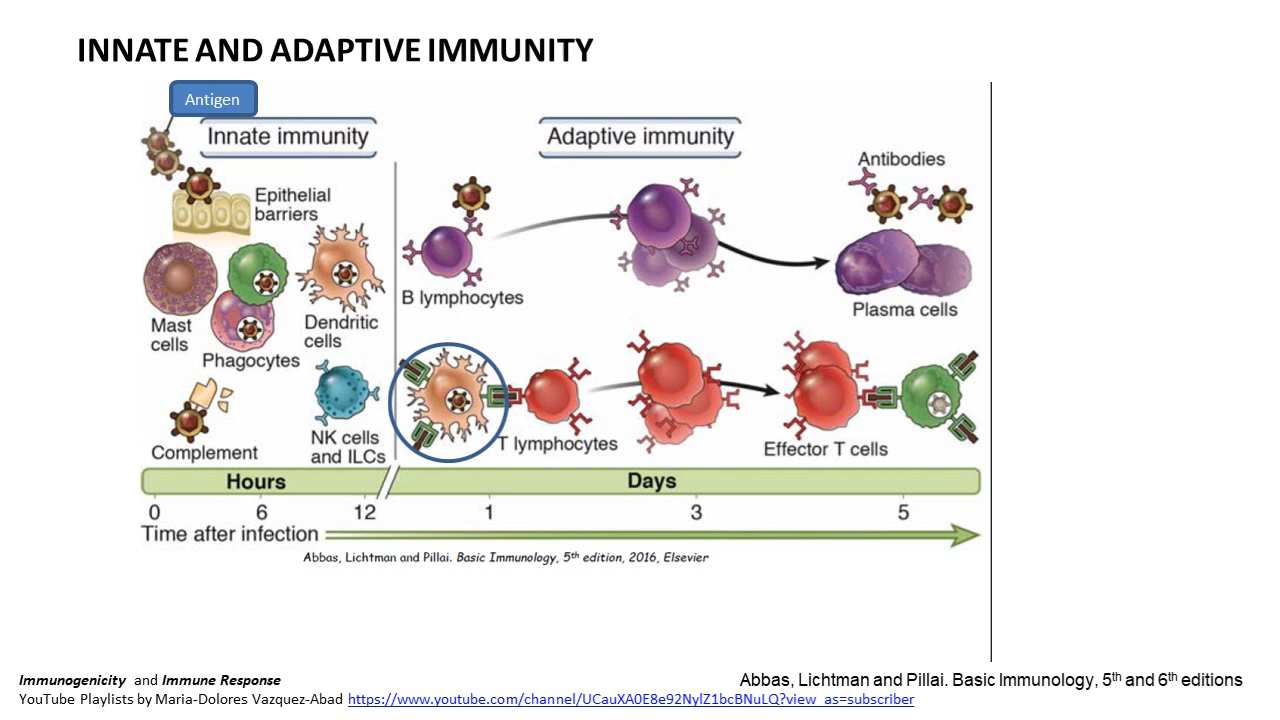 INNATE AND ADAPTIVE IMMUNITY
Antigen
Innate immunity
Adaptive immunity
Epithelial
barriers
Mast
cells
Phagocytes
Dendritic
cells
Complement
NK cells
and ILCs
B lymphocytes
T lymphocytes
Antibodies
Plasma cells
Effector T cells
Hours
Days
0 6 12 1 3 5
Time after infection
Abbas, Lichtman and Pillai. Basic Immunology, 5th edition, 2016, Elsevier
Immunogenicity and Immune Response
YouTube Playlists by Maria-Dolores Vazquez-Abad https://www.youtube.com/channel/UCauXA0E8e92NylZ1bcBNuLQ?view_as=subscriber
Abbas, Lichtman and Pillai. Basic Immunology, 5th and 6th editions